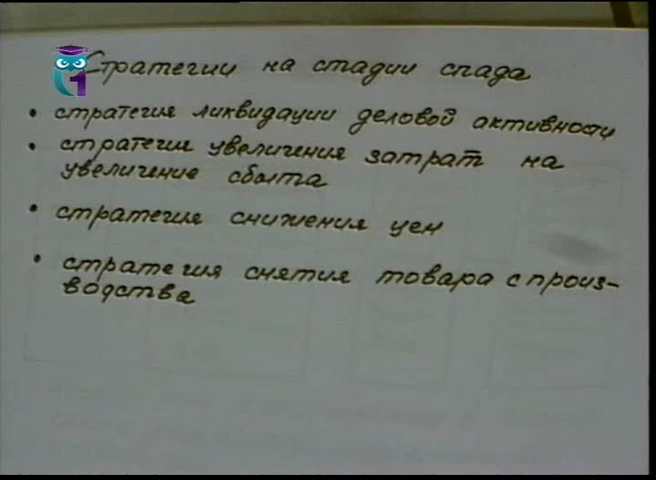 1
Стратегии на стадии спада
• стратегия ликвидации деловой активности
• стратегия увеличения затрат на
увеличение сбыта
• стратегия снижения цен
• стратегия снятия товара с произ-
водства